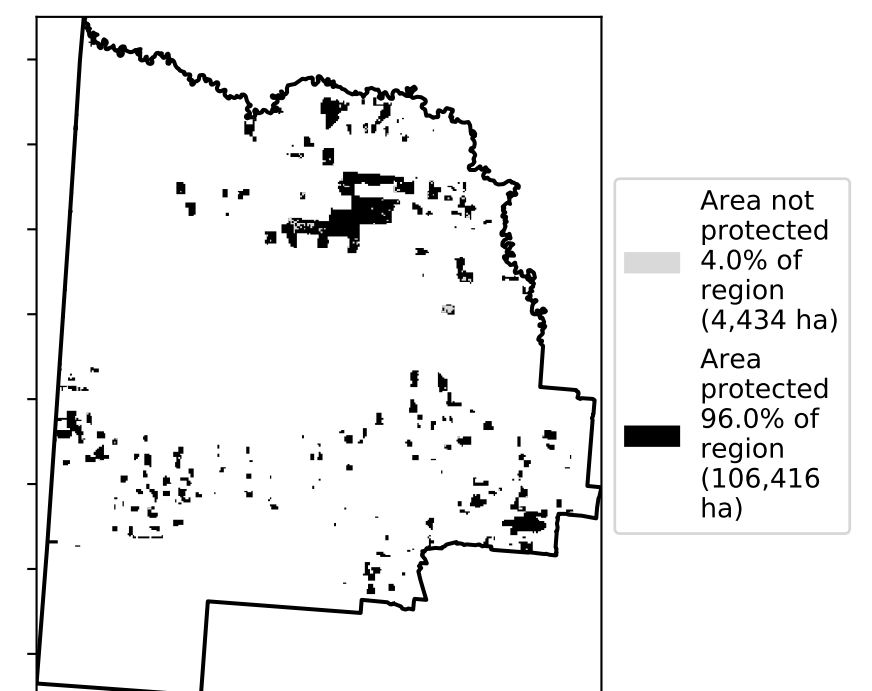 Area not
protected
4.0% of
region
(4,434 ha)
Area
protected
96.0% of
region
(106,416
ha)